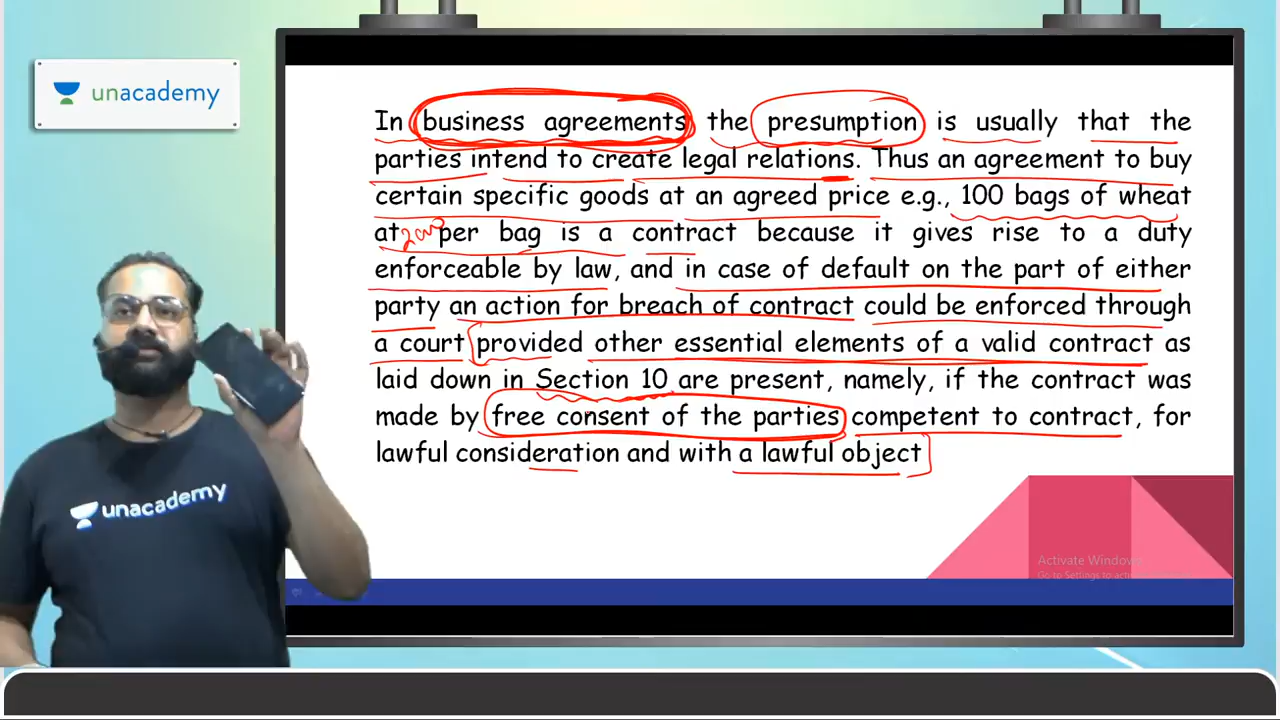 unacademy
In business agreements the presumption is usually that the
parties intend to create legal relations. Thus an agreement to buy
certain specific goods at an agreed price e.g., 100 bags of wheat
at per bag is a contract because it gives rise to a duty
enforceable by law, and in case of default on the part of either
party an action for breach of contract could be enforced through
a court provided other essential elements of a valid contract as
laid down in Section 10 are present, namely, if the contract was
made by free consent of the parties competent to contract, for
lawful consideration and with a lawful object
unacademy
Activate Windows
Go to Settings to